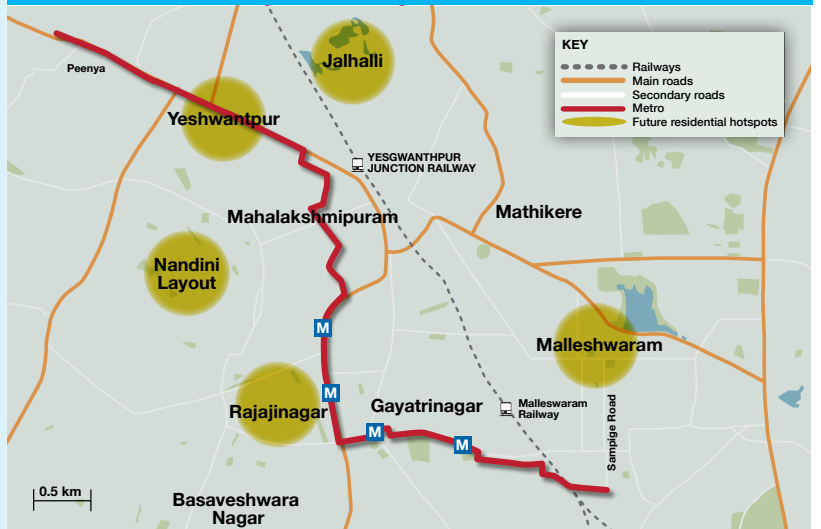 KEY
Railways
Main roads
Secondary roads
Metro
Future residential hotspots
Jalhalli
Peenya
Yeshwantpur
YESGWANTHPUR
JUNCTION RAILWAY
Mahalakshmipuram
Mathikere
Nandini
Layout
M
Malleshwaram
M
Rajajinagar
Gayatrinagar
Malleswaram
Railway
Sampige Road
M
M
0.5 km
Basaveshwara
Nagar